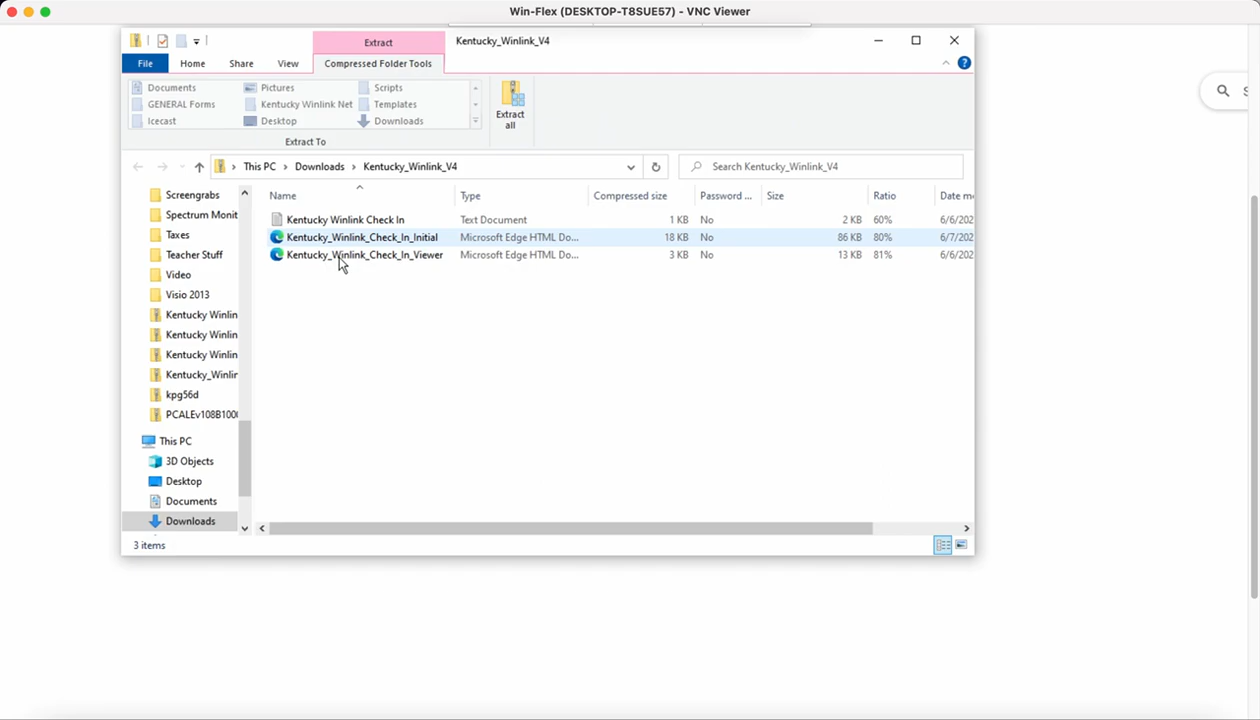 Win-Flex (DESKTOP-T8SUE57) - VNC Viewer
Extract
Kentucky_Winlink_V4
File
Home
Share
View
Compressed Folder Tools
Documents
Pictures
Scripts
GENERAL Forms
Kentucky Winlink Net
Templates
Icecast
Desktop
Downloads
Extract all
Extract To
This PC
Downloads
Kentucky_Winlink_V4
Search Kentucky_Winlink_V4
S
Screengrabs
Spectrum Monit
Taxes
Teacher Stuff
Video
Visio 2013
Kentucky Winlin
Kentucky Winlin
Kentucky Winlin
Kentucky_Winlir
kpg56d
PCALEv108B100
This PC
3D Objects
Desktop
Documents
Downloads
Name Type Compressed size Password ... Size Ratio Date m
Kentucky Winlink Check In Text Document 1 KB No 2 KB 60% 6/6/202
Kentucky_Winlink_Check_In_Initial Microsoft Edge HTML Do... 18 KB No 86 KB 80% 6/7/202
Kentucky_Winlink_Check_In_Viewer Microsoft Edge HTML Do... 3 KB No 13 KB 81% 6/6/202
3 items